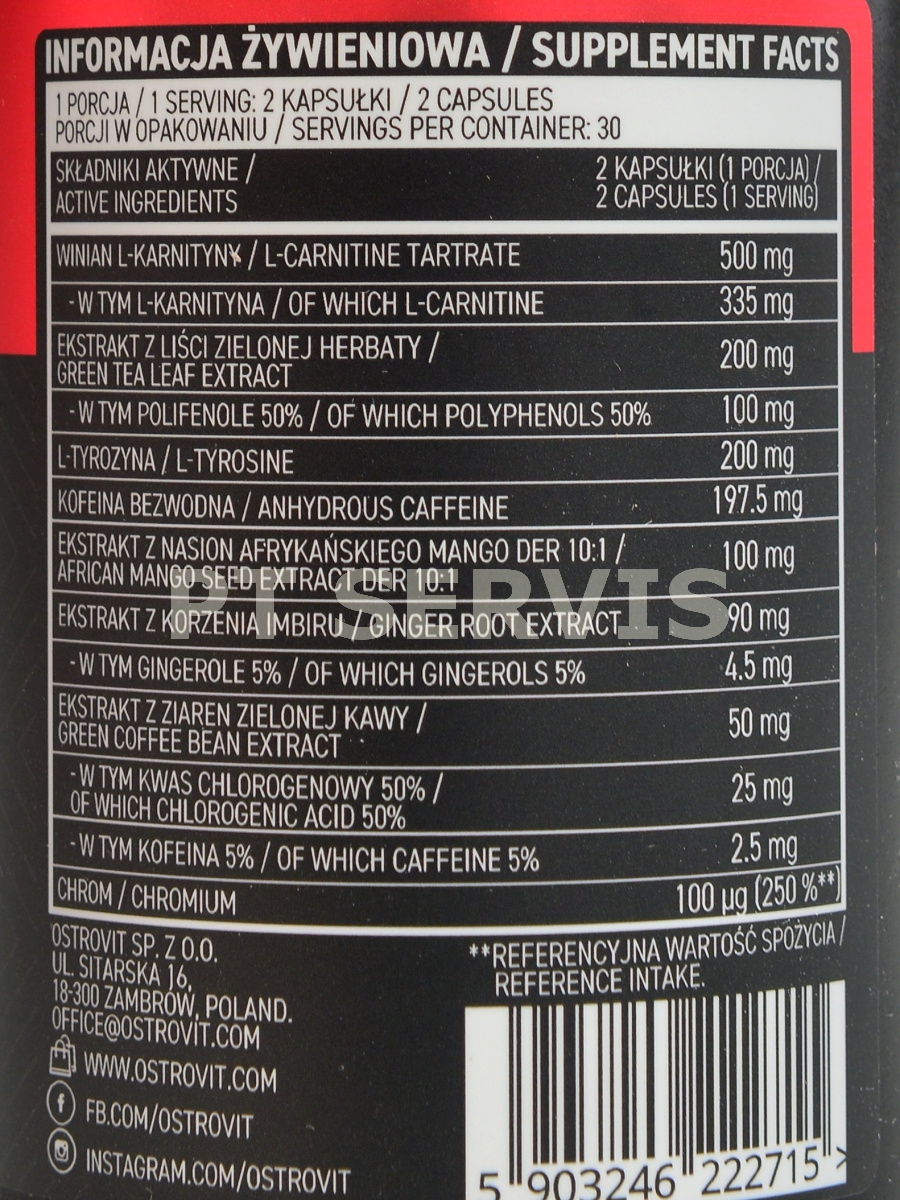 INFORMACJA ŻYWIENIOWA / SUPPLEMENT FACTS
1 PORCJA / 1 SERVING: 2 KAPSUŁKI / 2 CAPSULES
PORCJI W OPAKOWANIU / SERVINGS PER CONTAINER: 30
SKŁADNIKI AKTYWNE /
ACTIVE INGREDIENTS
2 KAPSUŁKI (1 PORCJA) /
2 CAPSULES (1 SERVING)
WINIAN L-KARNITYNY / L-CARNITINE TARTRATE 500 mg
-W TYM L-KARNITYNA / OF WHICH L-CARNITINE 335 mg
EKSTRAKT Z LIŚCI ZIELONEJ HERBATY /
GREEN TEA LEAF EXTRACT 200 mg
-W TYM POLIFENOLE 50% / OF WHICH POLYPHENOLS 50% 100 mg
L-TYROZYNA / L-TYROSINE 200 mg
KOFEINA BEZWODNA / ANHYDROUS CAFFEINE 197.5 mg
EKSTRAKT Z NASION AFRYKAŃSKIEGO MANGO DER 10:1 /
AFRICAN MANGO SEED EXTRACT DER 10:1 100 mg
PT SERVIS
EKSTRAKT Z KORZENIA IMBIRU / GINGER ROOT EXTRACT 90 mg
-W TYM GINGEROLE 5% / OF WHICH GINGEROLS 5% 4.5 mg
EKSTRAKT Z ZIAREN ZIELONEJ KAWY /
GREEN COFFEE BEAN EXTRACT 50 mg
-W TYM KWAS CHLOROGENOWY 50% /
OF WHICH CHLOROGENIC ACID 50% 25 mg
-W TYM KOFEINA 5% / OF WHICH CAFFEINE 5% 2.5 mg
CHROM / CHROMIUM 100 µg (250 %**)
**REFERENCYJNA WARTOŚĆ SPOŻYCIA /
REFERENCE INTAKE.
OSTROVIT SP. Z O.O.
UL. SITARSKA 16,
18-300 ZAMBRÓW, POLAND.
OFFICE@OSTROVIT.COM
WWW.OSTROVIT.COM
FB.COM/OSTROVIT
INSTAGRAM.COM/OSTROVIT
5 903246 222715 >